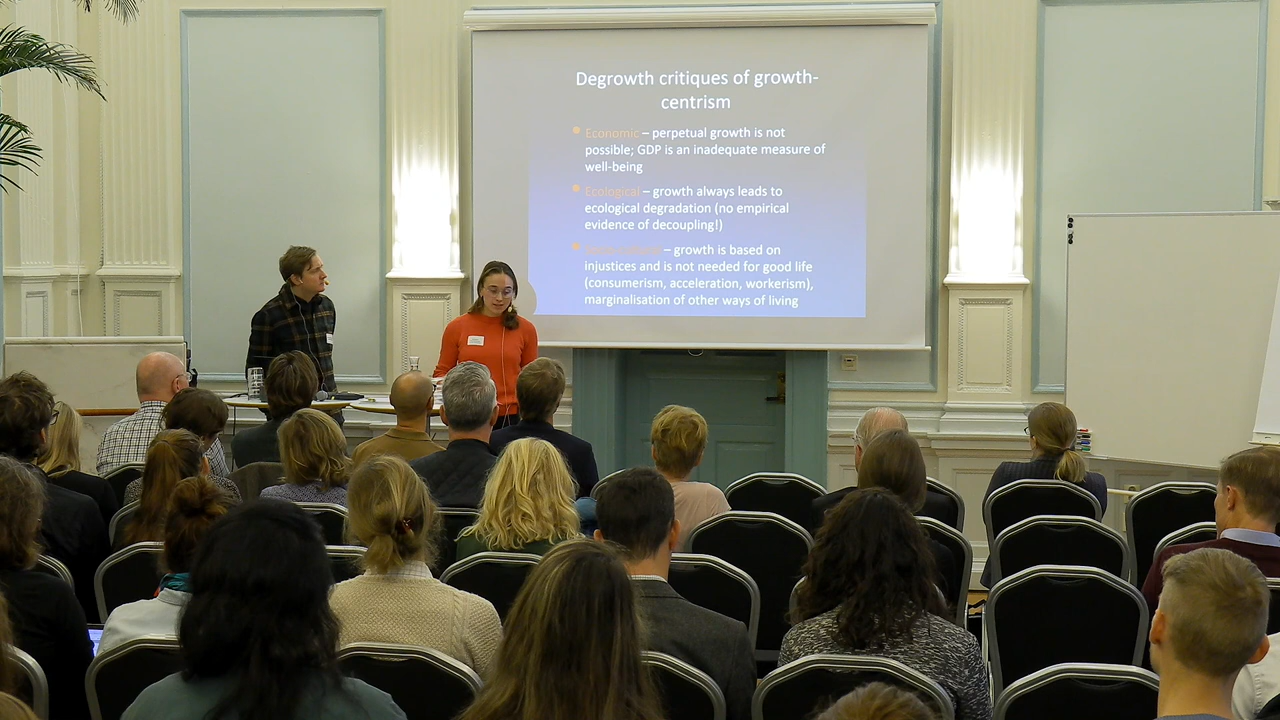 Degrowth critiques of growth-
centrism
Economic – perpetual growth is not
possible; GDP is an inadequate measure of
well-being
Ecological – growth always leads to
ecological degradation (no empirical
evidence of decoupling!)
– growth is based on
injustices and is not needed for good life
(consumerism, acceleration, workerism),
marginalisation of other ways of living